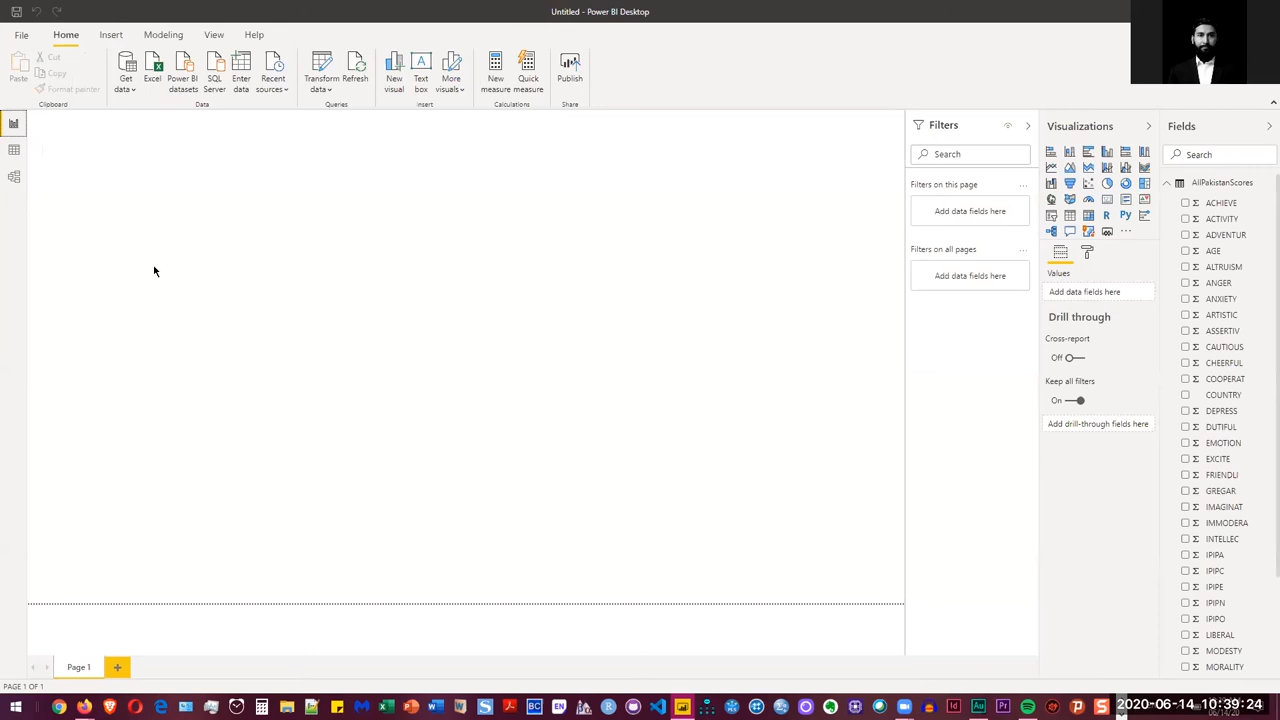 Untitled - Power BI Desktop
File Home Insert Modeling View Help
Paste
Cut
Copy
Format painter
Clipboard
Get data
Excel
Power BI datasets
SQL Server
Enter data
Recent sources
Data
Transform data
Refresh
Queries
New visual
Text box
More visuals
Insert
New measure
Quick measure
Calculations
Publish
Share
Filters
Search
Filters on this page
...
Add data fields here
Filters on all pages
...
Add data fields here
Visualizations
R
Py
Values
Add data fields here
Drill through
Cross-report
Off
Keep all filters
On
Add drill-through fields here
Fields
Search
AllPakistanScores
ACHIEVE
ACTIVITY
ADVENTUR
AGE
ALTRUISM
ANGER
ANXIETY
ARTISTIC
ASSERTIV
CAUTIOUS
CHEERFUL
COOPERAT
COUNTRY
DEPRESS
DUTIFUL
EMOTION
EXCITE
FRIENDLI
GREGAR
IMAGINAT
IMMODERA
INTELLEC
IPIPA
IPIPC
IPIPE
IPIPN
IPIPO
LIBERAL
MODESTY
MORALITY
Page 1
+
PAGE 1 OF 1
2020-06-14 10:39:24